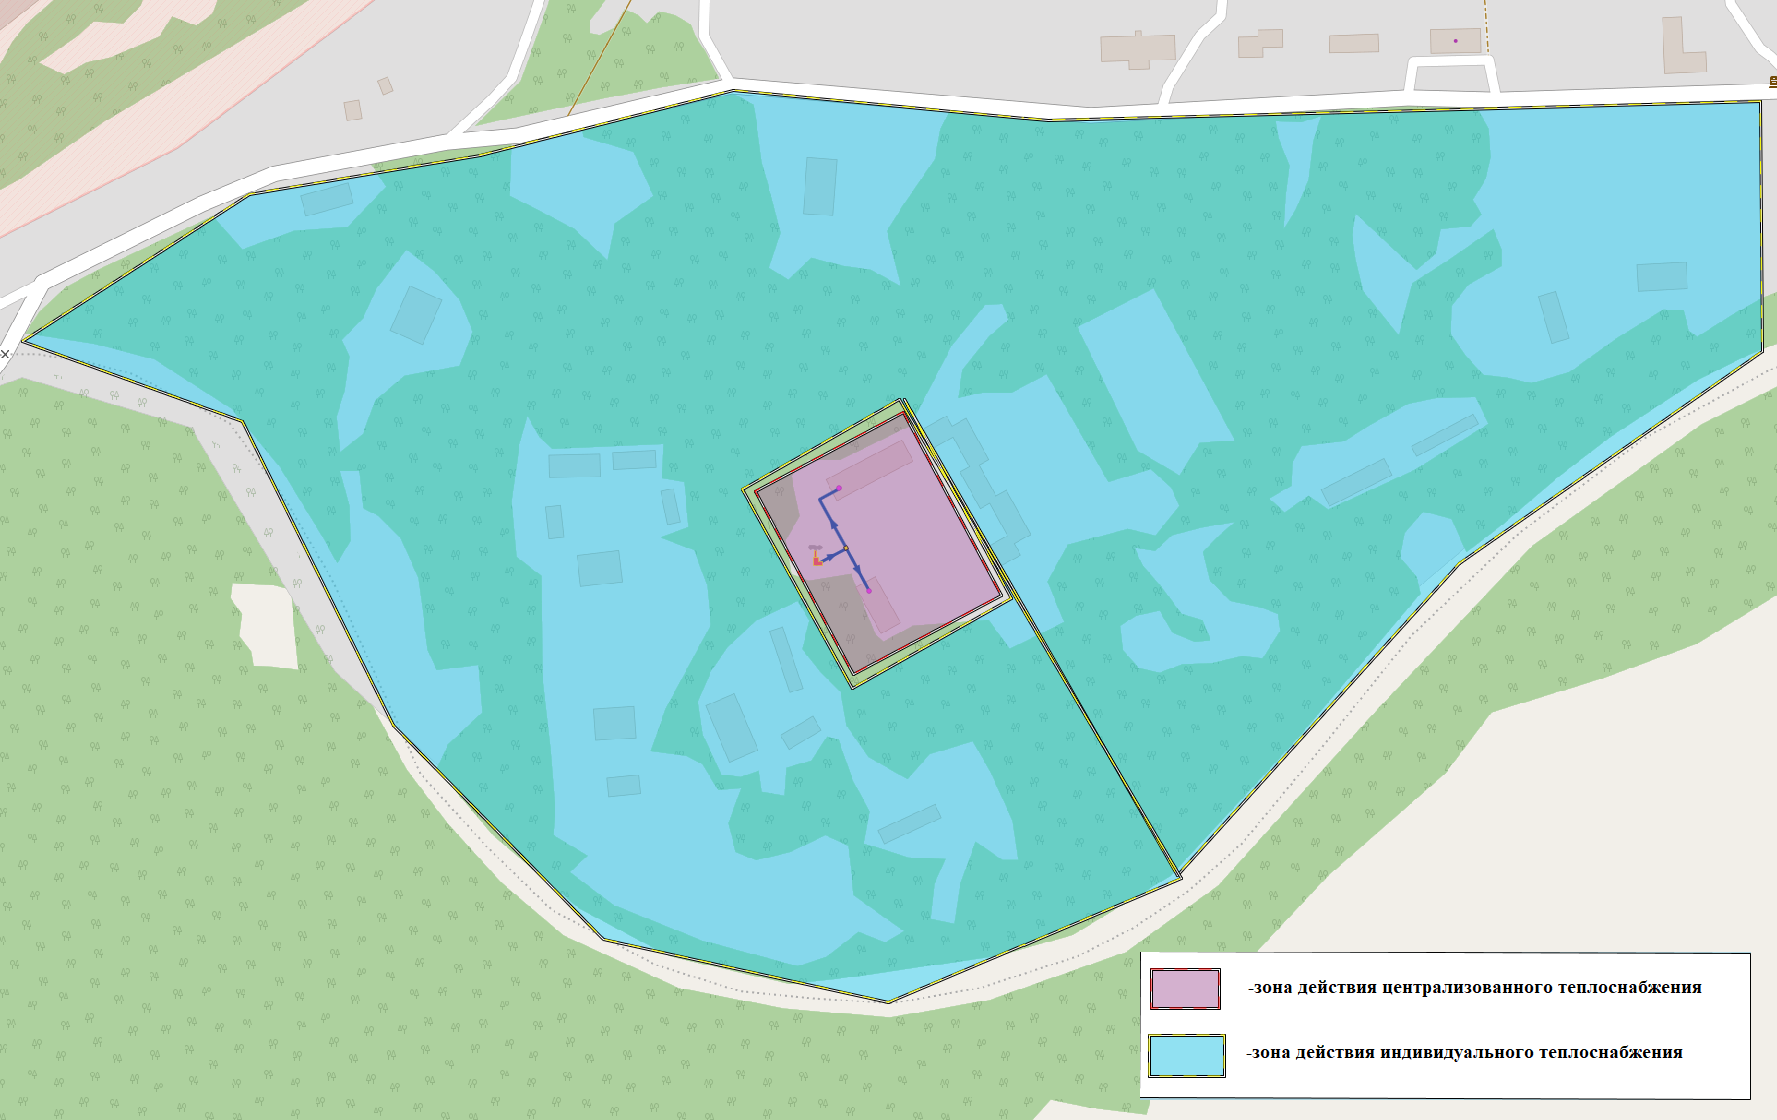 -зона действия централизованного теплоснабжения
-зона действия индивидуального теплоснабжения